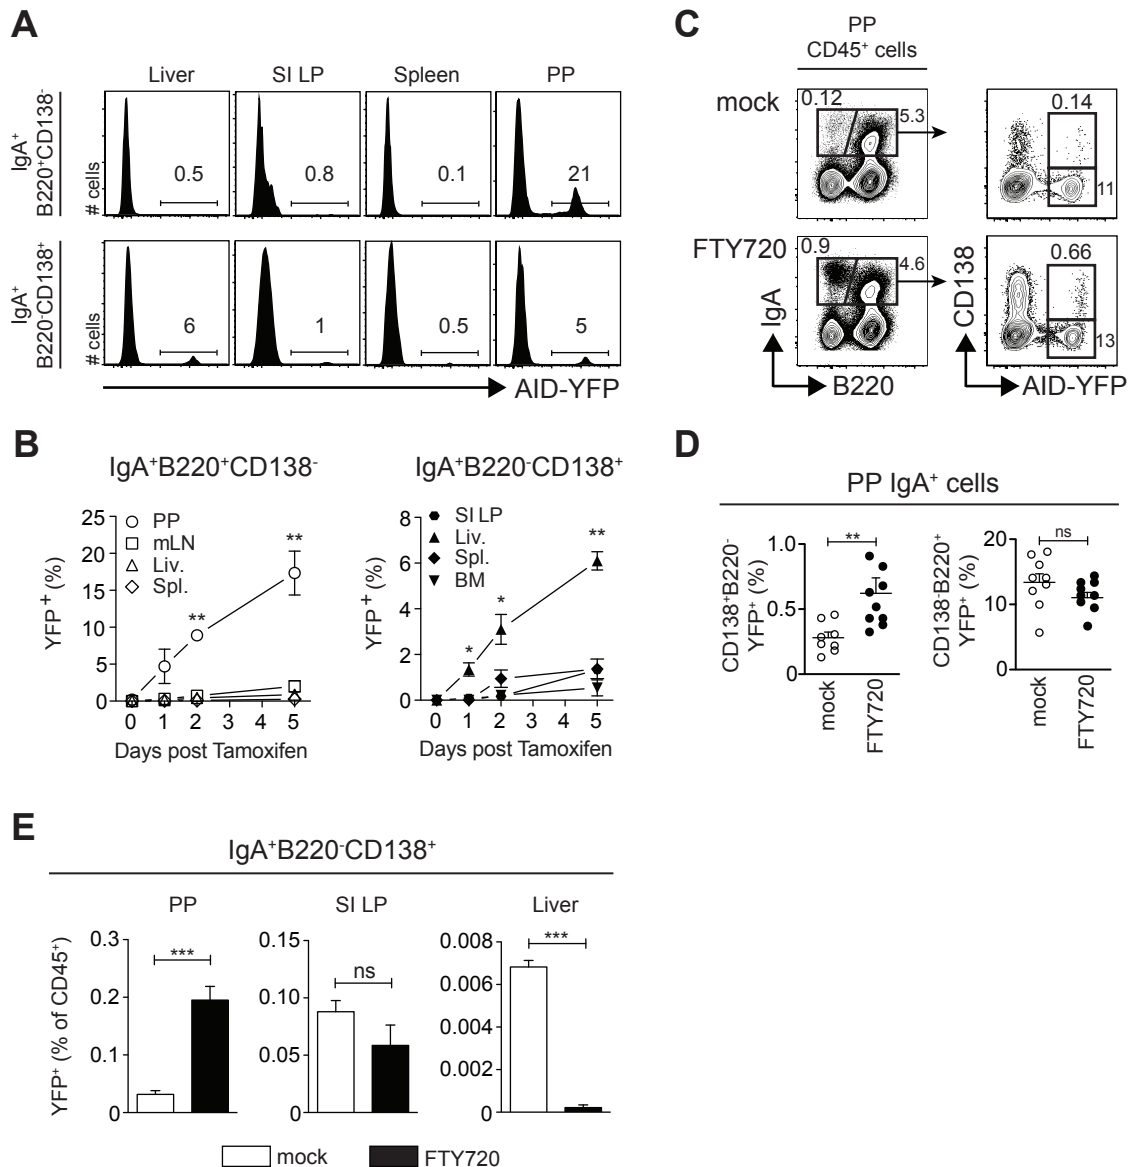 A
Liver SI LP Spleen PP
IgA⁺
B220⁺CD138⁻
# cells
0.5 0.8 0.1 21
IgA⁺
B220⁻CD138⁺
# cells
6 1 0.5 5
AID-YFP
B
IgA⁺B220⁺CD138⁻
YFP⁺ (%)
25
20
15
10
5
0
PP
mLN
Liv.
Spl.
**
**
0 1 2 3 4 5
Days post Tamoxifen
IgA⁺B220⁻CD138⁺
YFP⁺ (%)
8
6
4
2
0
SI LP
Liv.
Spl.
BM
*
*
**
0 1 2 3 4 5
Days post Tamoxifen
C
PP
CD45⁺ cells
mock
0.12
5.3
0.14
11
FTY720
0.9
4.6
0.66
13
IgA
B220
CD138
AID-YFP
D
PP IgA⁺ cells
CD138⁺B220⁻
YFP⁺ (%)
1.0
0.5
0
**
mock
FTY720
CD138⁻B220⁺
YFP⁺ (%)
20
10
0
ns
mock
FTY720
E
IgA⁺B220⁻CD138⁺
YFP⁺ (% of CD45⁺)
PP
0.3
0.2
0.1
0
***
SI LP
0.15
0.10
0.05
0
ns
Liver
0.008
0.006
0.004
0.002
0
***
mock FTY720